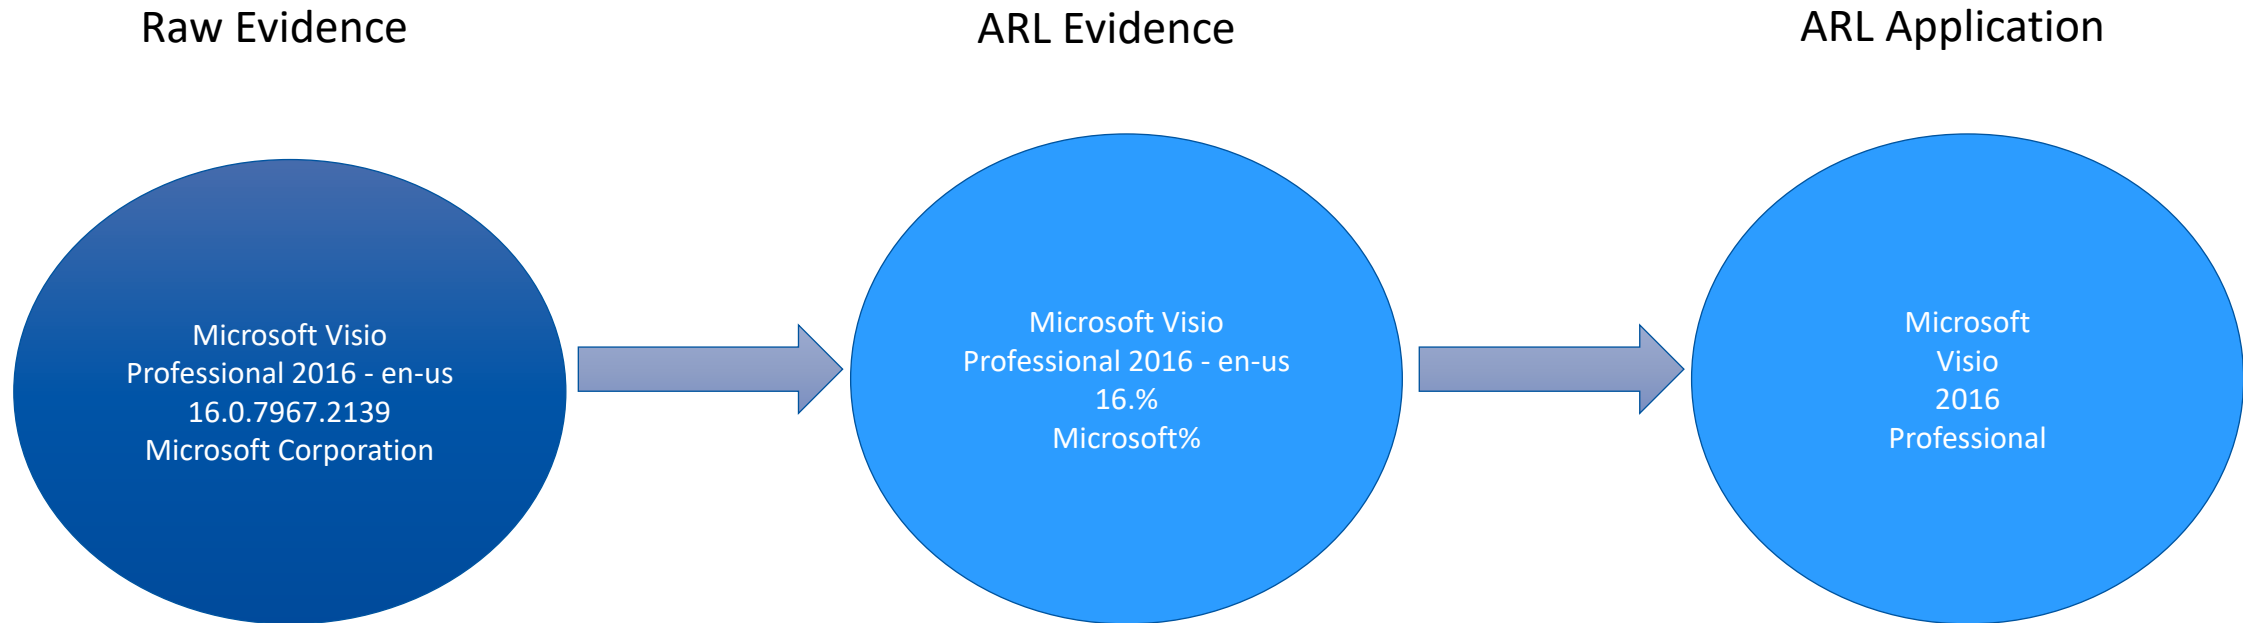 Raw Evidence
ARL Evidence
ARL Application
Microsoft Visio
Professional 2016 - en-us
16.0.7967.2139
Microsoft Corporation
Microsoft Visio
Professional 2016 - en-us
16.%
Microsoft%
Microsoft
Visio
2016
Professional